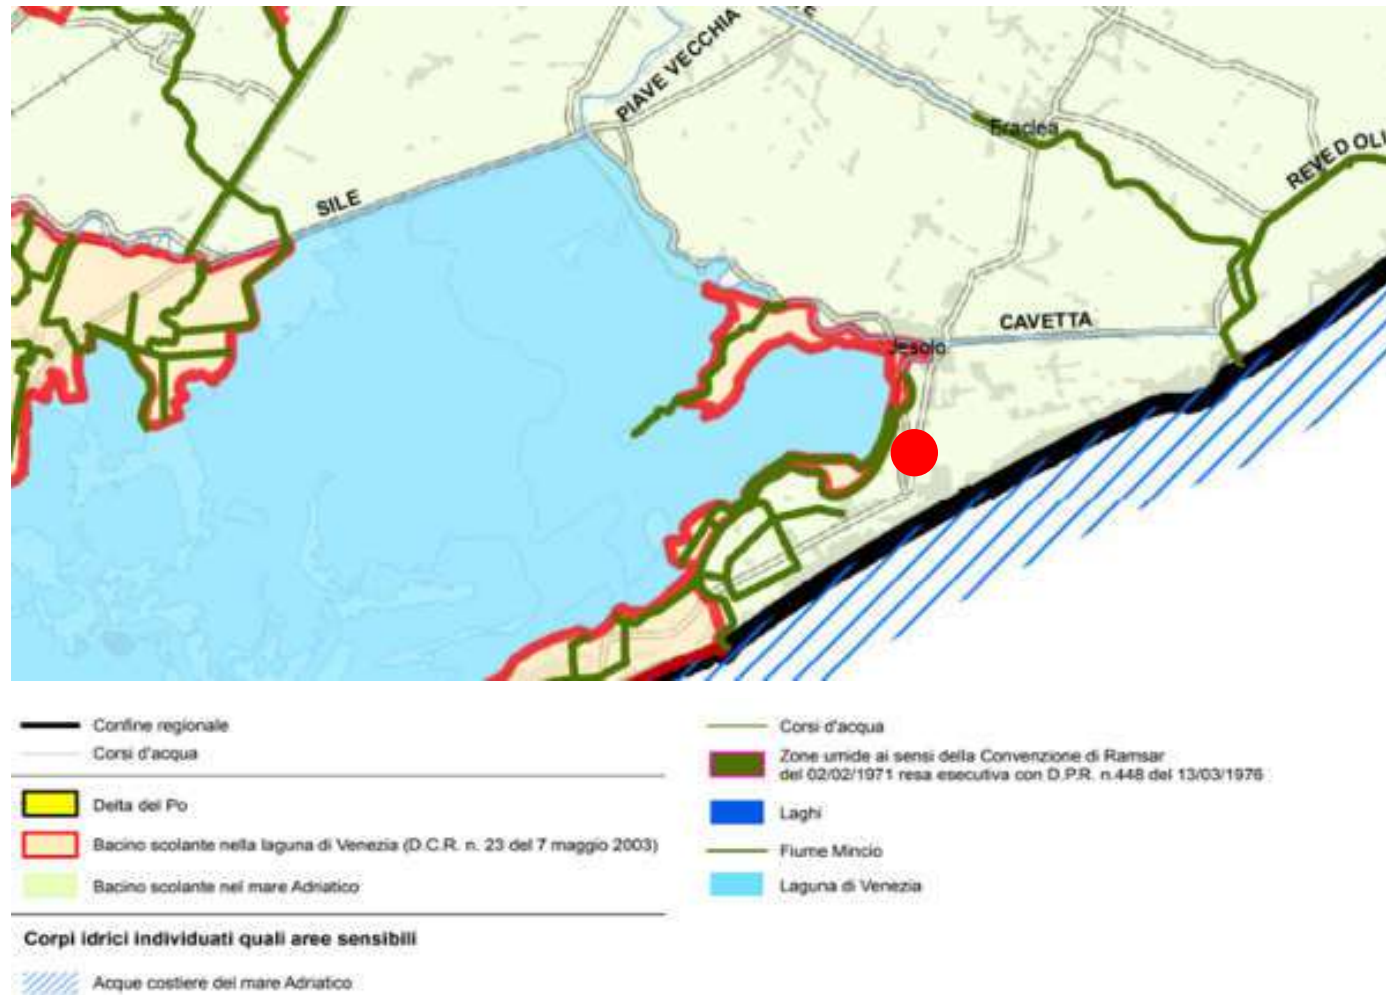 PIAVE VECCHIA
SILE
Eraclea
REVED OLI
CAVETTA
Jesolo
Confine regionale
Corsi d'acqua
Delta del Po
Bacino scolante nella laguna di Venezia (D.C.R. n. 23 del 7 maggio 2003)
Bacino scolante nel mare Adriatico
Corpi idrici individuati quali aree sensibili
Acque costiere del mare Adriatico
Corsi d'acqua
Zone umide ai sensi della Convenzione di Ramsar
del 02/02/1971 resa esecutiva con D.P.R. n.448 del 13/03/1976
Laghi
Fiume Mincio
Laguna di Venezia